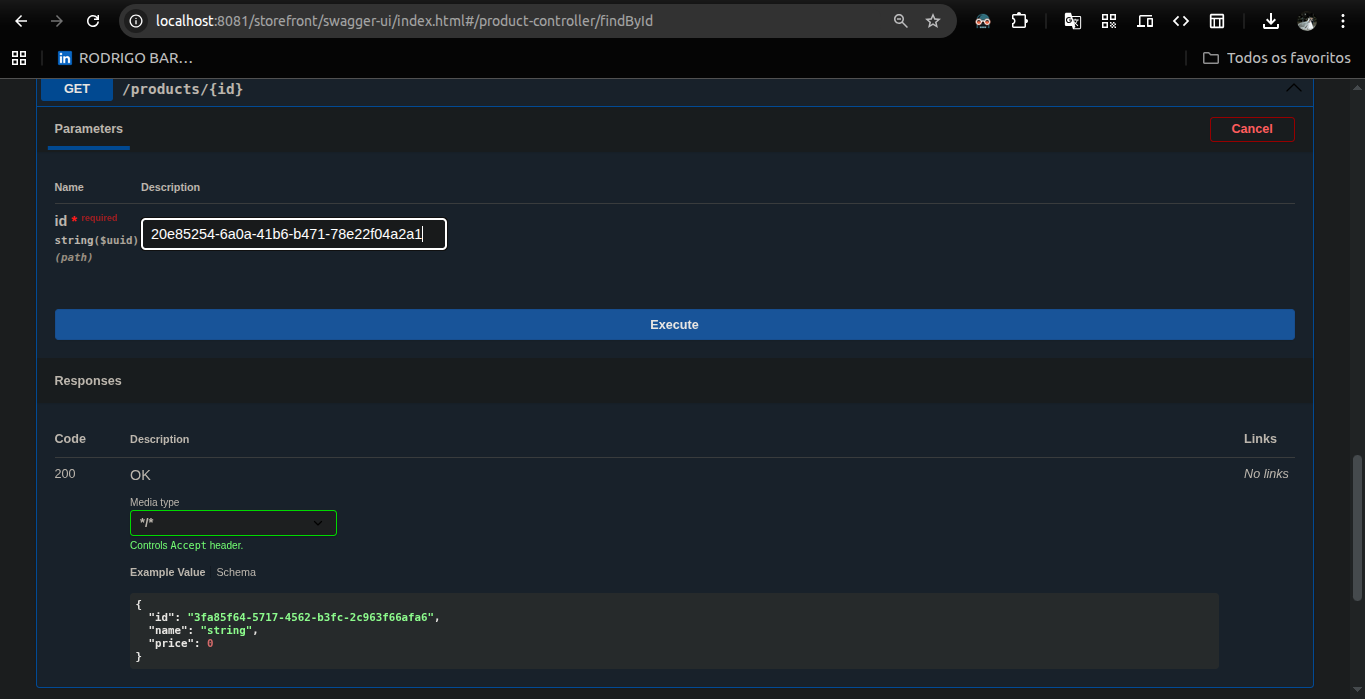 localhost:8081/storefront/swagger-ui/index.html#/product-controller/findById
in RODRIGO BAR...
Todos os favoritos
GET /products/{id}
Parameters
Cancel
Name Description
id * required
string($uuid)
(path)
20e85254-6a0a-41b6-b471-78e22f04a2a1
Execute
Responses
Code Description Links
200 OK No links
Media type
*/*
Controls Accept header.
Example Value Schema
{
"id": "3fa85f64-5717-4562-b3fc-2c963f66afa6",
"name": "string",
"price": 0
}